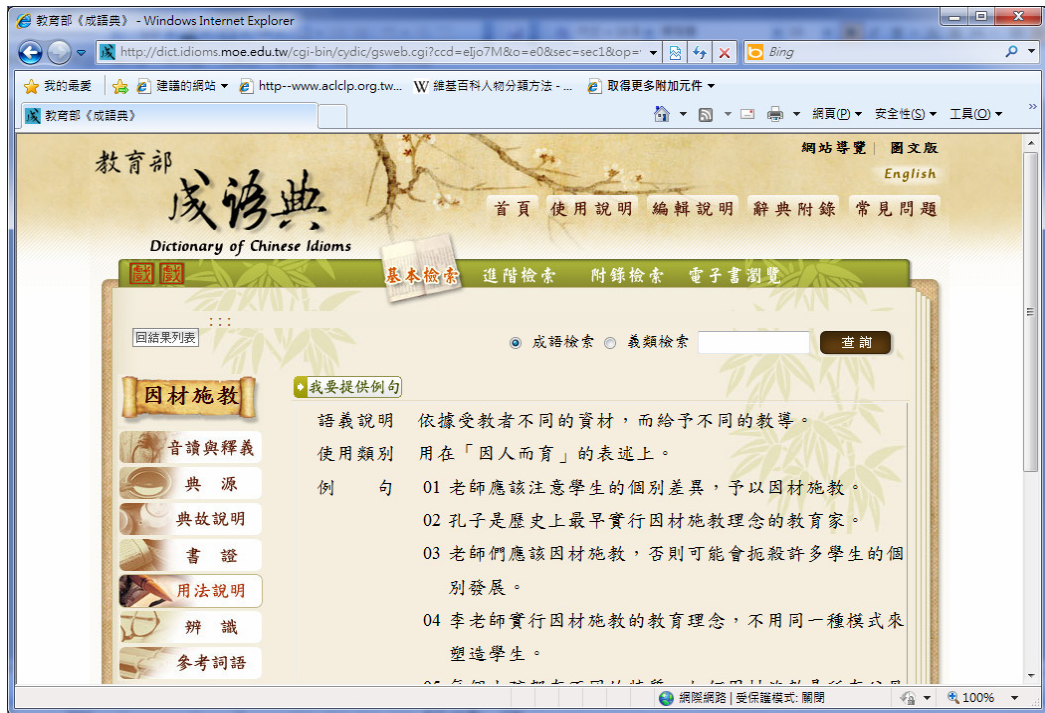 教育部《成語典》 - Windows Internet Explorer
http://dict.idioms.moe.edu.tw/cgi-bin/cydic/gsweb.cgi?ccd=eIjo7M&o=e0&sec=sec1&op=
Bing
我的最愛 建議的網站 http--www.aclclp.org.tw... 維基百科人物分類方法 - ... 取得更多附加元件
教育部《成語典》 網頁(P) 安全性(S) 工具(O)
網站導覽 | 圖文版
English
教育部
成語典
Dictionary of Chinese Idioms
首頁 使用說明 編輯說明 辭典附錄 常見問題
基本檢索 進階檢索 附錄檢索 電子書瀏覽
回結果列表 成語檢索 義類檢索 查詢
因材施教
我要提供例句
音讀與釋義
典 源
典故說明
書 證
用法說明
辨 識
參考詞語
語義說明 依據受教者不同的資材,而給予不同的教導。
使用類別 用在「因人而育」的表述上。
例 句 01 老師應該注意學生的個別差異,予以因材施教。
02 孔子是歷史上最早實行因材施教理念的教育家。
03 老師們應該因材施教,否則可能會扼殺許多學生的個
別發展。
04 李老師實行因材施教的教育理念,不用同一種模式來
塑造學生。
網際網路 | 受保護模式: 關閉 100%